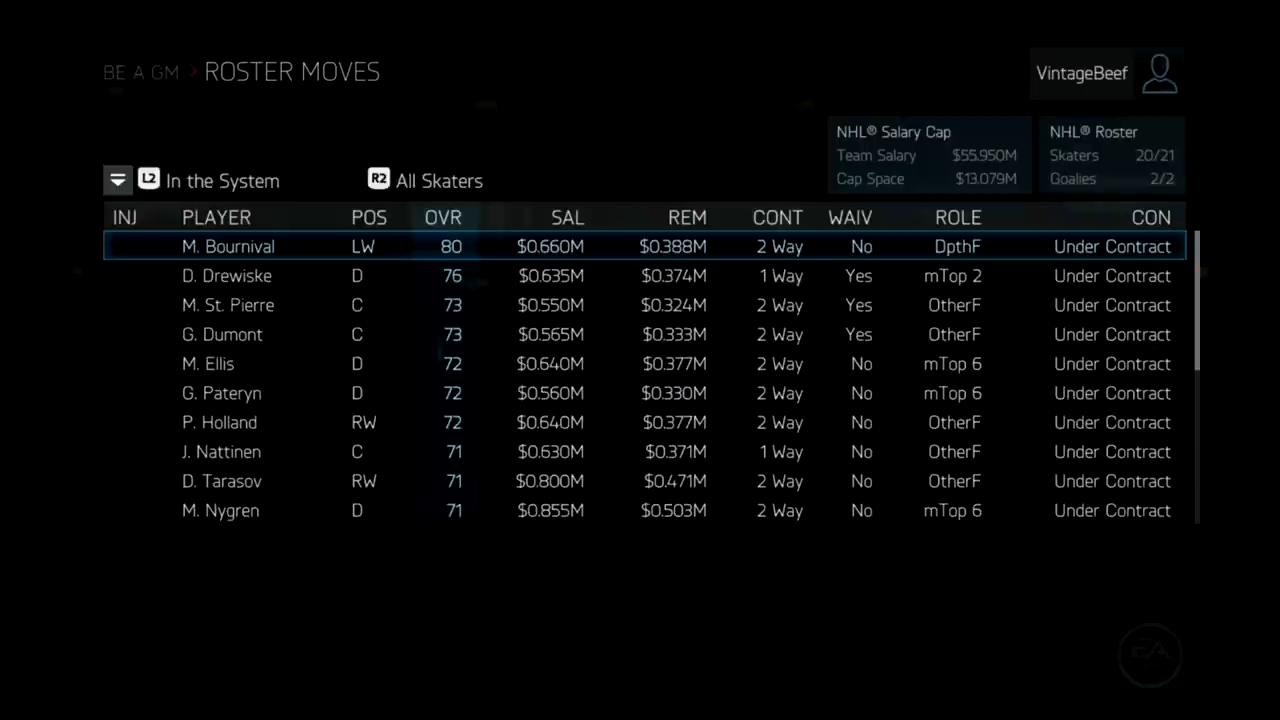 BE A GM > ROSTER MOVES
VintageBeef
NHL® Salary Cap
Team Salary $55.950M
Cap Space $13.079M
NHL® Roster
Skaters 20/21
Goalies 2/2
L2 In the System
R2 All Skaters
INJ PLAYER POS OVR SAL REM CONT WAIV ROLE CON
M. Bournival LW 80 $0.660M $0.388M 2 Way No DpthF Under Contract
D. Drewiske D 76 $0.635M $0.374M 1 Way Yes mTop 2 Under Contract
M. St. Pierre C 73 $0.550M $0.324M 2 Way Yes OtherF Under Contract
G. Dumont C 73 $0.565M $0.333M 2 Way Yes OtherF Under Contract
M. Ellis D 72 $0.640M $0.377M 2 Way No mTop 6 Under Contract
G. Pateryn D 72 $0.560M $0.330M 2 Way No mTop 6 Under Contract
P. Holland RW 72 $0.640M $0.377M 2 Way No OtherF Under Contract
J. Nattinen C 71 $0.630M $0.371M 1 Way No OtherF Under Contract
D. Tarasov RW 71 $0.800M $0.471M 2 Way No OtherF Under Contract
M. Nygren D 71 $0.855M $0.503M 2 Way No mTop 6 Under Contract
EA